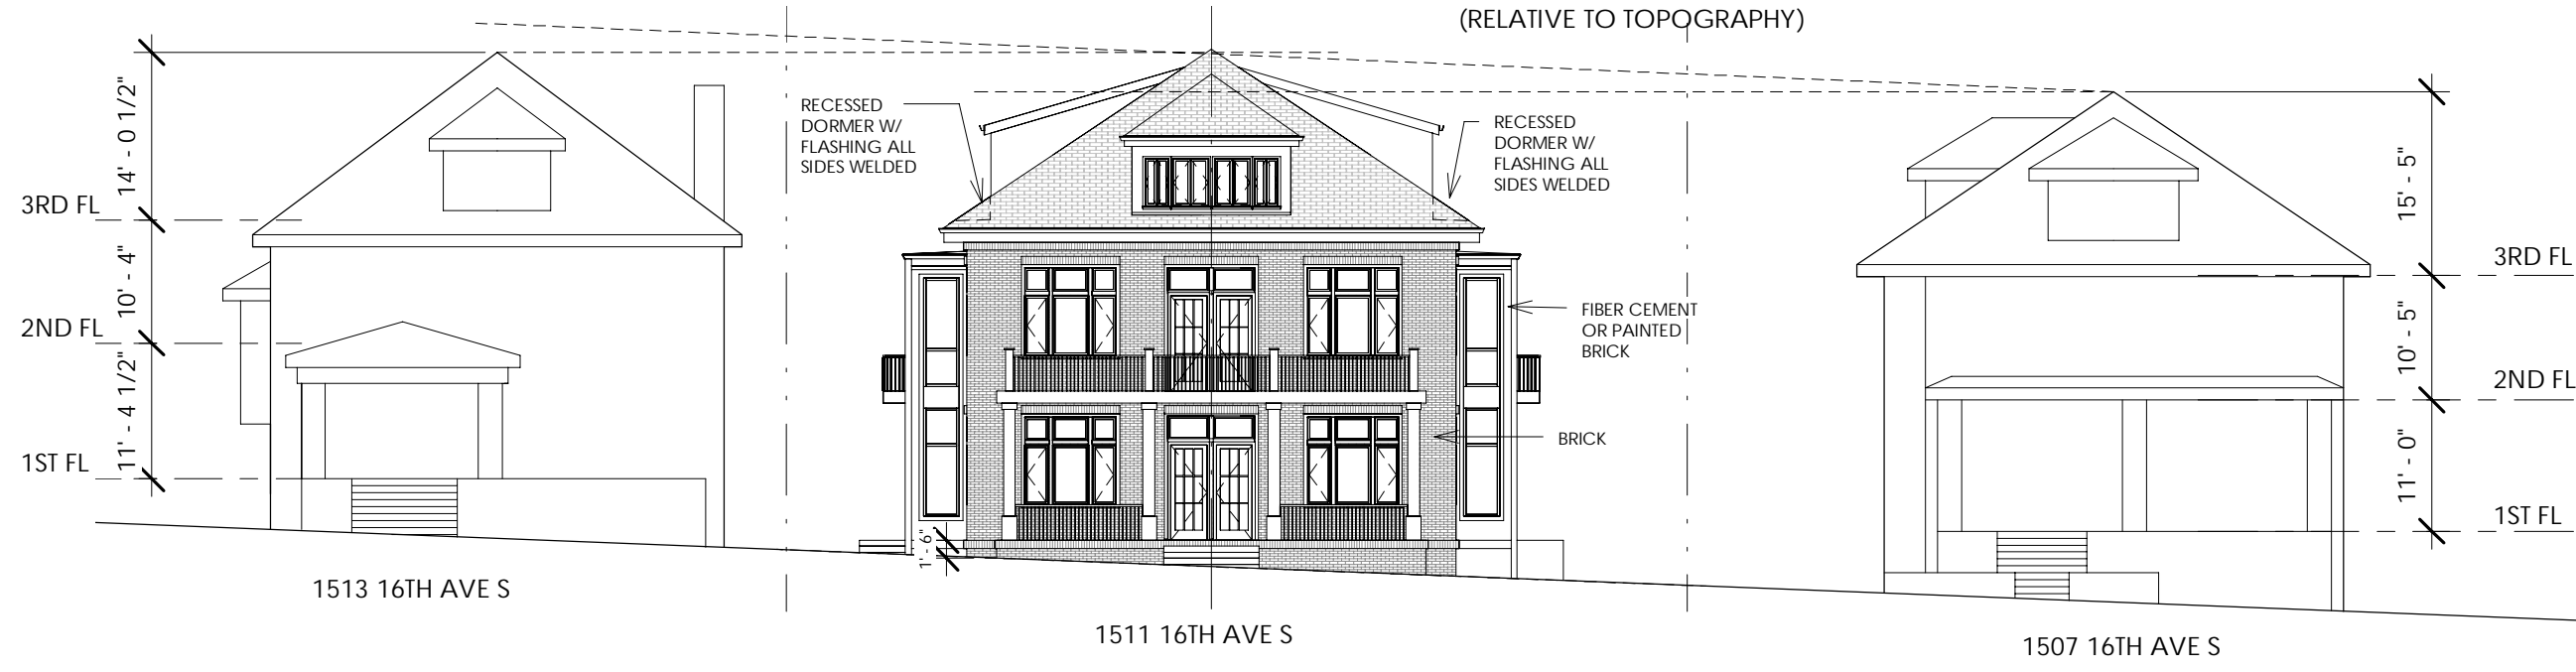 (RELATIVE TO TOPOGRAPHY)
14' - 0 1/2"
3RD FL
10' - 4"
2ND FL
11' - 4 1/2"
1ST FL
1513 16TH AVE S
RECESSED
DORMER W/
FLASHING ALL
SIDES WELDED
RECESSED
DORMER W/
FLASHING ALL
SIDES WELDED
FIBER CEMENT
OR PAINTED
BRICK
BRICK
1' - 6"
1511 16TH AVE S
15' - 5"
3RD FL
10' - 5"
2ND FL
11' - 0"
1ST FL
1507 16TH AVE S